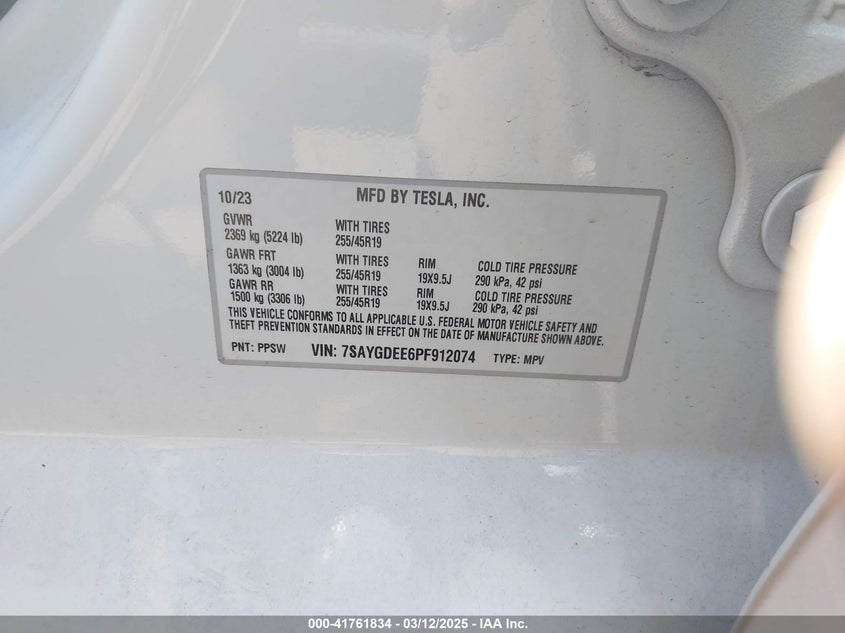 10/23 MFD BY TESLA, INC.
GVWR
2369 kg (5224 lb) WITH TIRES 255/45R19
GAWR FRT
1363 kg (3004 lb) WITH TIRES 255/45R19 RIM 19X9.5J COLD TIRE PRESSURE 290 kPa, 42 psi
GAWR RR
1500 kg (3306 lb) WITH TIRES 255/45R19 RIM 19X9.5J COLD TIRE PRESSURE 290 kPa, 42 psi
THIS VEHICLE CONFORMS TO ALL APPLICABLE U.S. FEDERAL MOTOR VEHICLE SAFETY AND
THEFT PREVENTION STANDARDS IN EFFECT ON THE DATE OF MANUFACTURE SHOWN ABOVE.
PNT: PPSW VIN: 7SAYGDEE6PF912074 TYPE: MPV
000-41761834 - 03/12/2025 - IAA Inc.